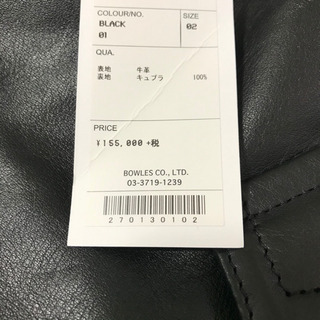 COLOUR/NO.
SIZE
BLACK
02
01
QUA.
表地 牛革
裏地 キュプラ 100%
PRICE
¥155,000+税
BOWLES CO., LTD.
03-3719-1239
270130102